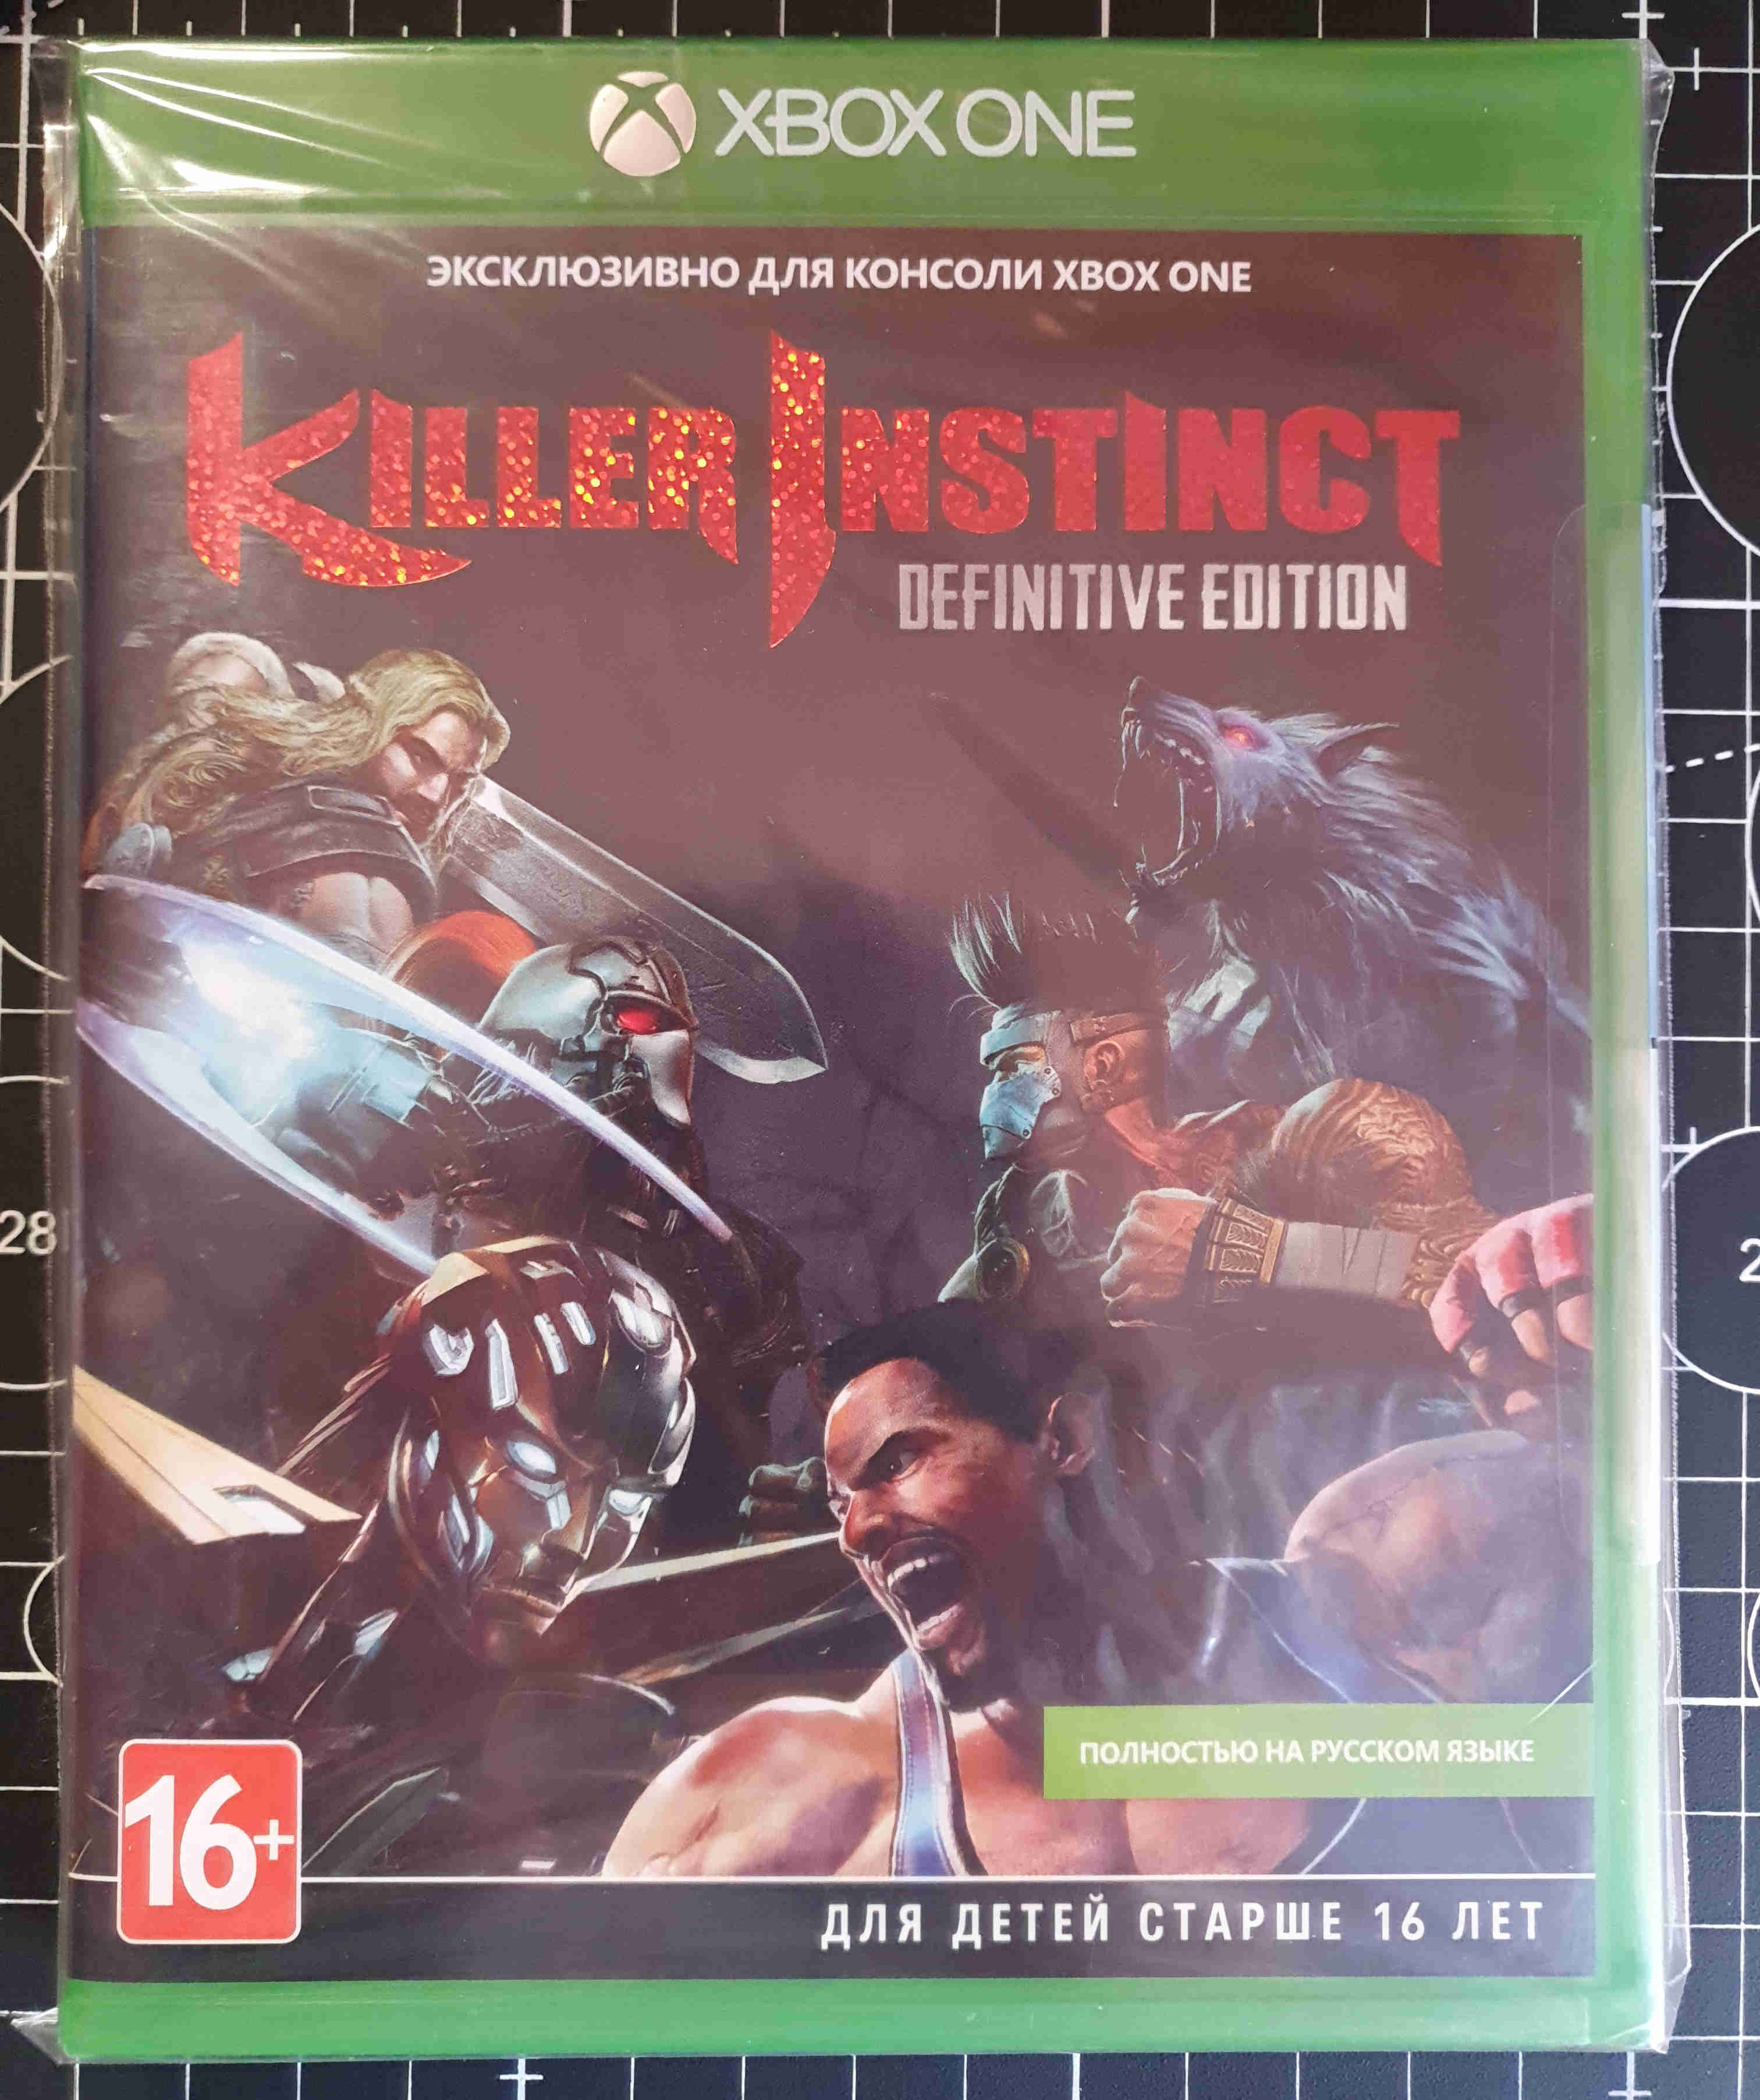 XBOX ONE
ЭКСКЛЮЗИВНО ДЛЯ КОНСОЛИ XBOX ONE
KILLER INSTINCT
DEFINITIVE EDITION
28
2
ПОЛНОСТЬЮ НА РУССКОМ ЯЗЫКЕ
16+
ДЛЯ ДЕТЕЙ СТАРШЕ 16 ЛЕТ